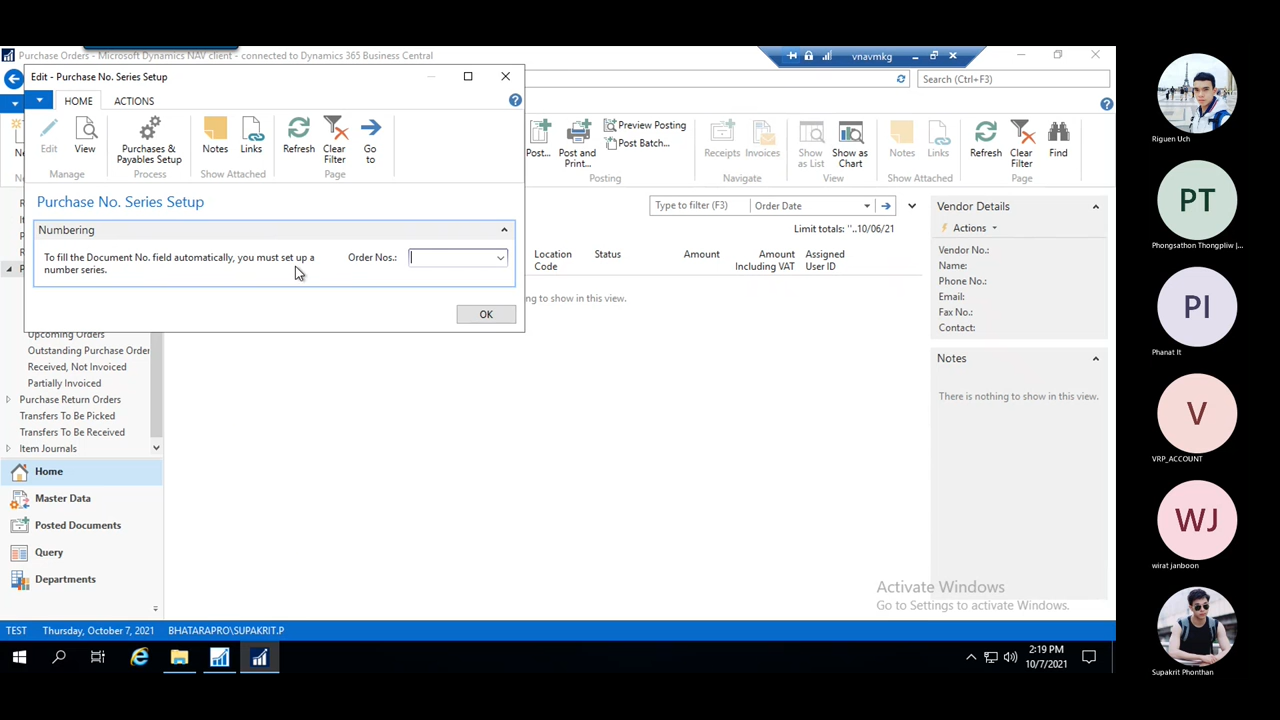 Purchase Orders - Microsoft Dynamics NAV client - connected to Dynamics 365 Business Central
vnavmkg
Edit - Purchase No. Series Setup
Search (Ctrl+F3)
HOME
ACTIONS
Edit
View
Manage
Purchases & Payables Setup
Process
Notes
Links
Show Attached
Refresh
Clear Filter
Go to
Page
Post...
Post and Print...
Preview Posting
Post Batch...
Posting
Receipts
Invoices
Navigate
Show as List
Show as Chart
View
Notes
Links
Show Attached
Refresh
Clear Filter
Find
Page
Purchase No. Series Setup
Numbering
To fill the Document No. field automatically, you must set up a
number series.
Order Nos.:
OK
Type to filter (F3)
Order Date
Limit totals: ''..10/06/21
Location Code
Status
Amount
Amount Including VAT
Assigned User ID
ng to show in this view.
Vendor Details
Actions
Vendor No.:
Name:
Phone No.:
Email:
Fax No.:
Contact:
Notes
There is nothing to show in this view.
Upcoming Orders
Outstanding Purchase Order
Received, Not Invoiced
Partially Invoiced
Purchase Return Orders
Transfers To Be Picked
Transfers To Be Received
Item Journals
Home
Master Data
Posted Documents
Query
Departments
Activate Windows
Go to Settings to activate Windows.
TEST
Thursday, October 7, 2021
BHATARAPRO\SUPAKRIT.P
2:19 PM
10/7/2021
Riguen Uch
PT
Phongsathon Thongpliw |...
PI
Phanat It
V
VRP_ACCOUNT
WJ
wirat janboon
Supakrit Phonthan